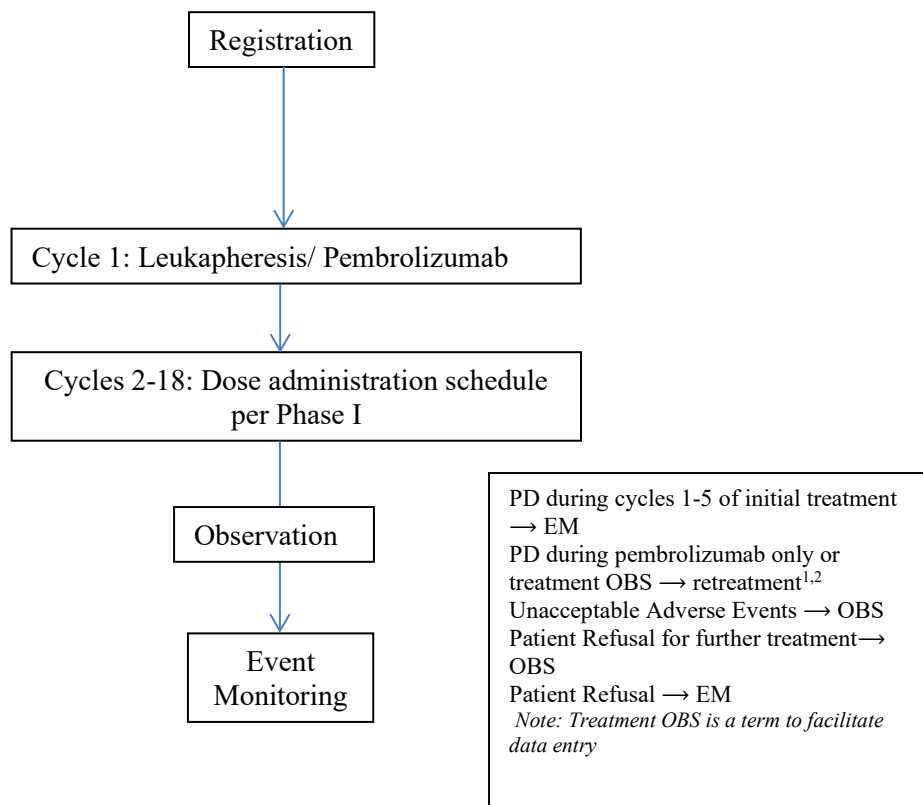 Registration
Cycle 1: Leukapheresis/ Pembrolizumab
Cycles 2-18: Dose administration schedule
per Phase I
Observation
Event
Monitoring
PD during cycles 1-5 of initial treatment
→ EM
PD during pembrolizumab only or
treatment OBS → retreatment1,2
Unacceptable Adverse Events → OBS
Patient Refusal for further treatment→
OBS
Patient Refusal → EM
Note: Treatment OBS is a term to facilitate
data entry